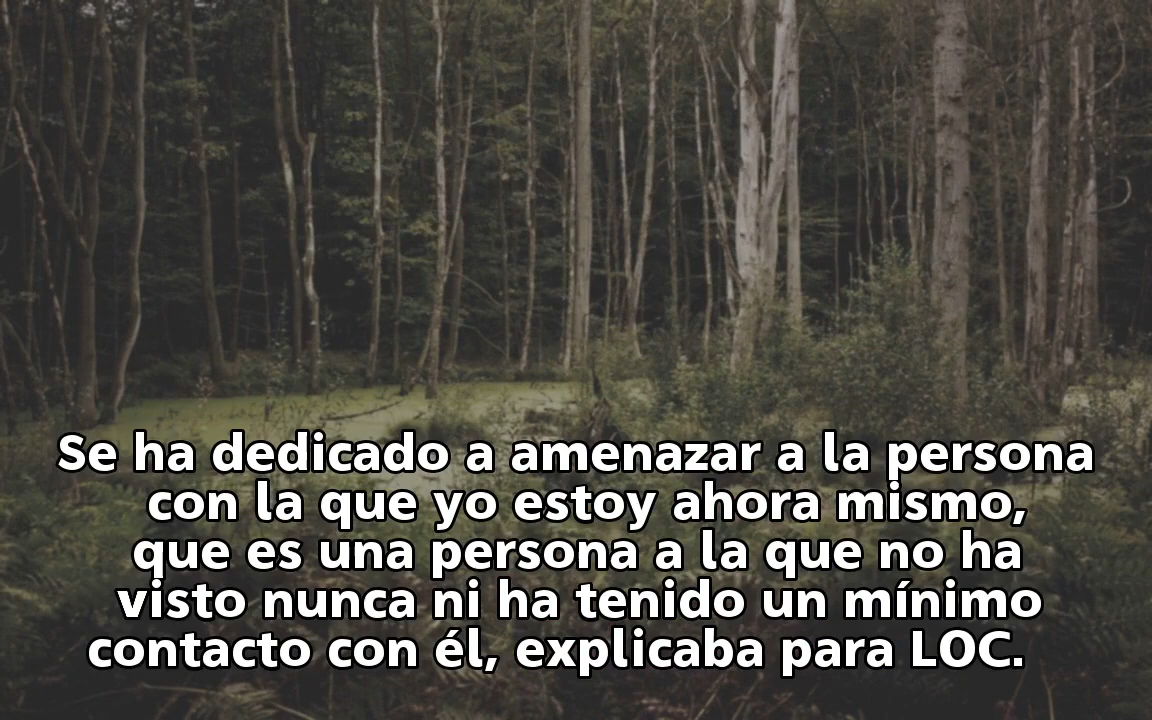 Se ha dedicado a amenazar a la persona
con la que yo estoy ahora mismo,
que es una persona a la que no ha
visto nunca ni ha tenido un mínimo
contacto con él, explicaba para LOC.